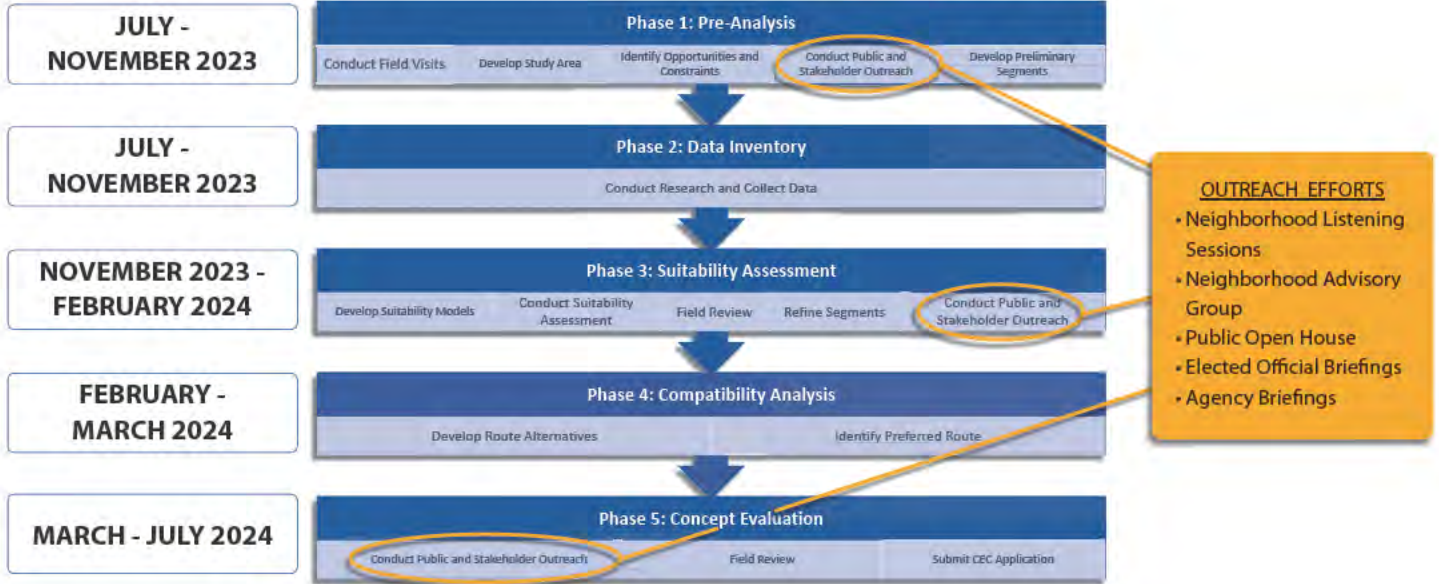 JULY -
NOVEMBER 2023
Phase 1: Pre-Analysis
Conduct Field Visits
Develop Study Area
Identify Opportunities and
Constraints
Conduct Public and
Stakeholder Outreach
Develop Preliminary
Segments
JULY -
NOVEMBER 2023
Phase 2: Data Inventory
Conduct Research and Collect Data
NOVEMBER 2023 -
FEBRUARY 2024
Phase 3: Suitability Assessment
Develop Suitability Models
Conduct Suitability
Assessment
Field Review
Refine Segments
Conduct Public and
Stakeholder Outreach
FEBRUARY -
MARCH 2024
Phase 4: Compatibility Analysis
Develop Route Alternatives
Identify Preferred Route
MARCH - JULY 2024
Phase 5: Concept Evaluation
Conduct Public and Stakeholder Outreach
Field Review
Submit CEC Application
OUTREACH EFFORTS
• Neighborhood Listening
Sessions
• Neighborhood Advisory
Group
• Public Open House
• Elected Official Briefings
• Agency Briefings